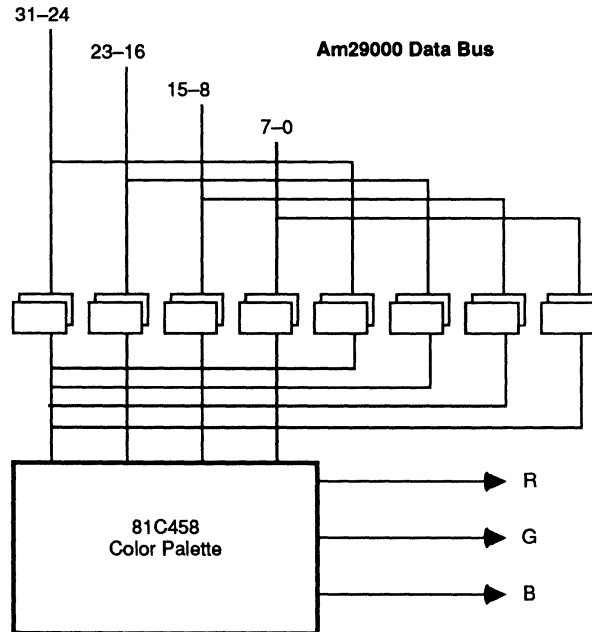 31–24
23–16
Am29000 Data Bus
15–8
7–0
81C458
Color Palette
R
G
B